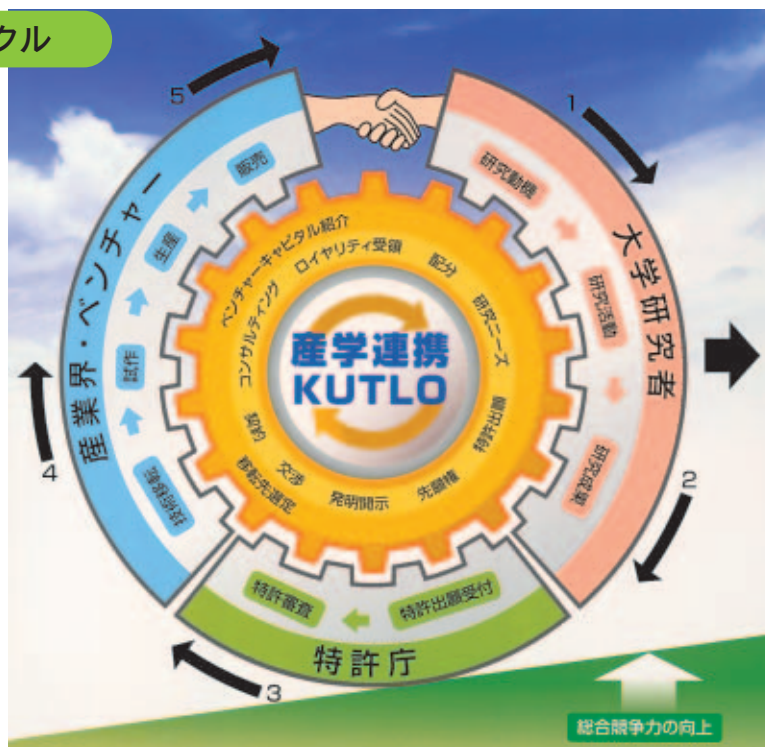 クル
5
1
販売
生産
試作
技術移転
産業界・ベンチャー
研究動機
研究活動
研究成果
大学研究者
ベンチャーキャピタル紹介
ロイヤリティ受領
配分
研究ニーズ
コンサルティング
産学連携
KUTLO
特許出願
先願権
発明開示
交渉
契約
移転先選定
4
2
特許審査
特許出願受付
特許庁
3
総合競争力の向上